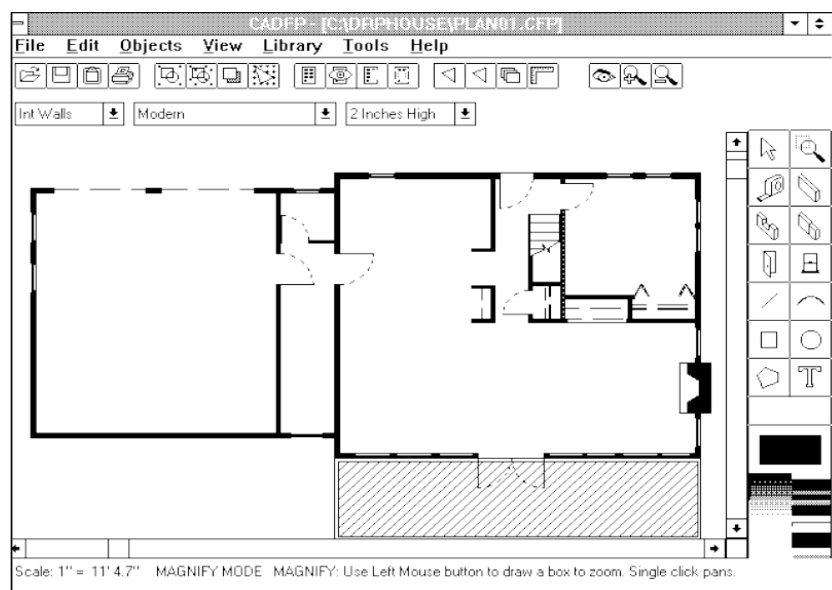 CADFP - [C:\DRPHOUSE\PLAN01.CFP]
File Edit Objects View Library Tools Help
Int Walls Modern 2 Inches High
T
Scale: 1" = 11' 4.7" MAGNIFY MODE MAGNIFY: Use Left Mouse button to draw a box to zoom. Single click pans.